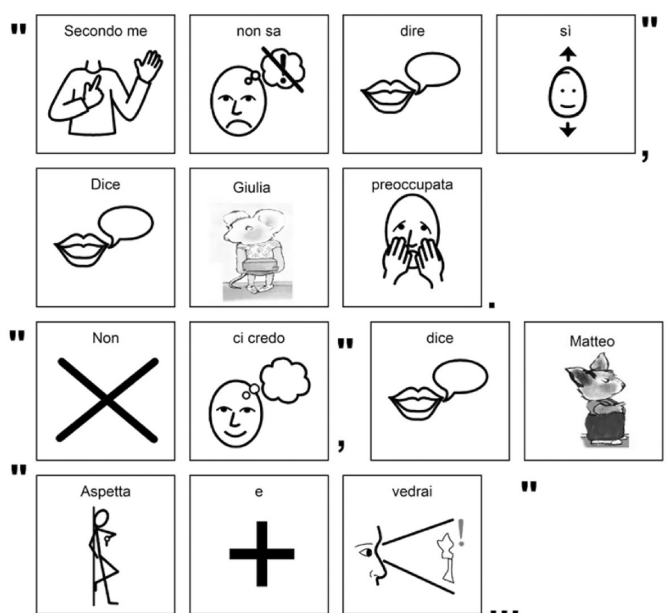 " Secondo me non sa dire sì ",
Dice Giulia preoccupata .
" Non ci credo ", dice Matteo
" Aspetta e vedrai " ...